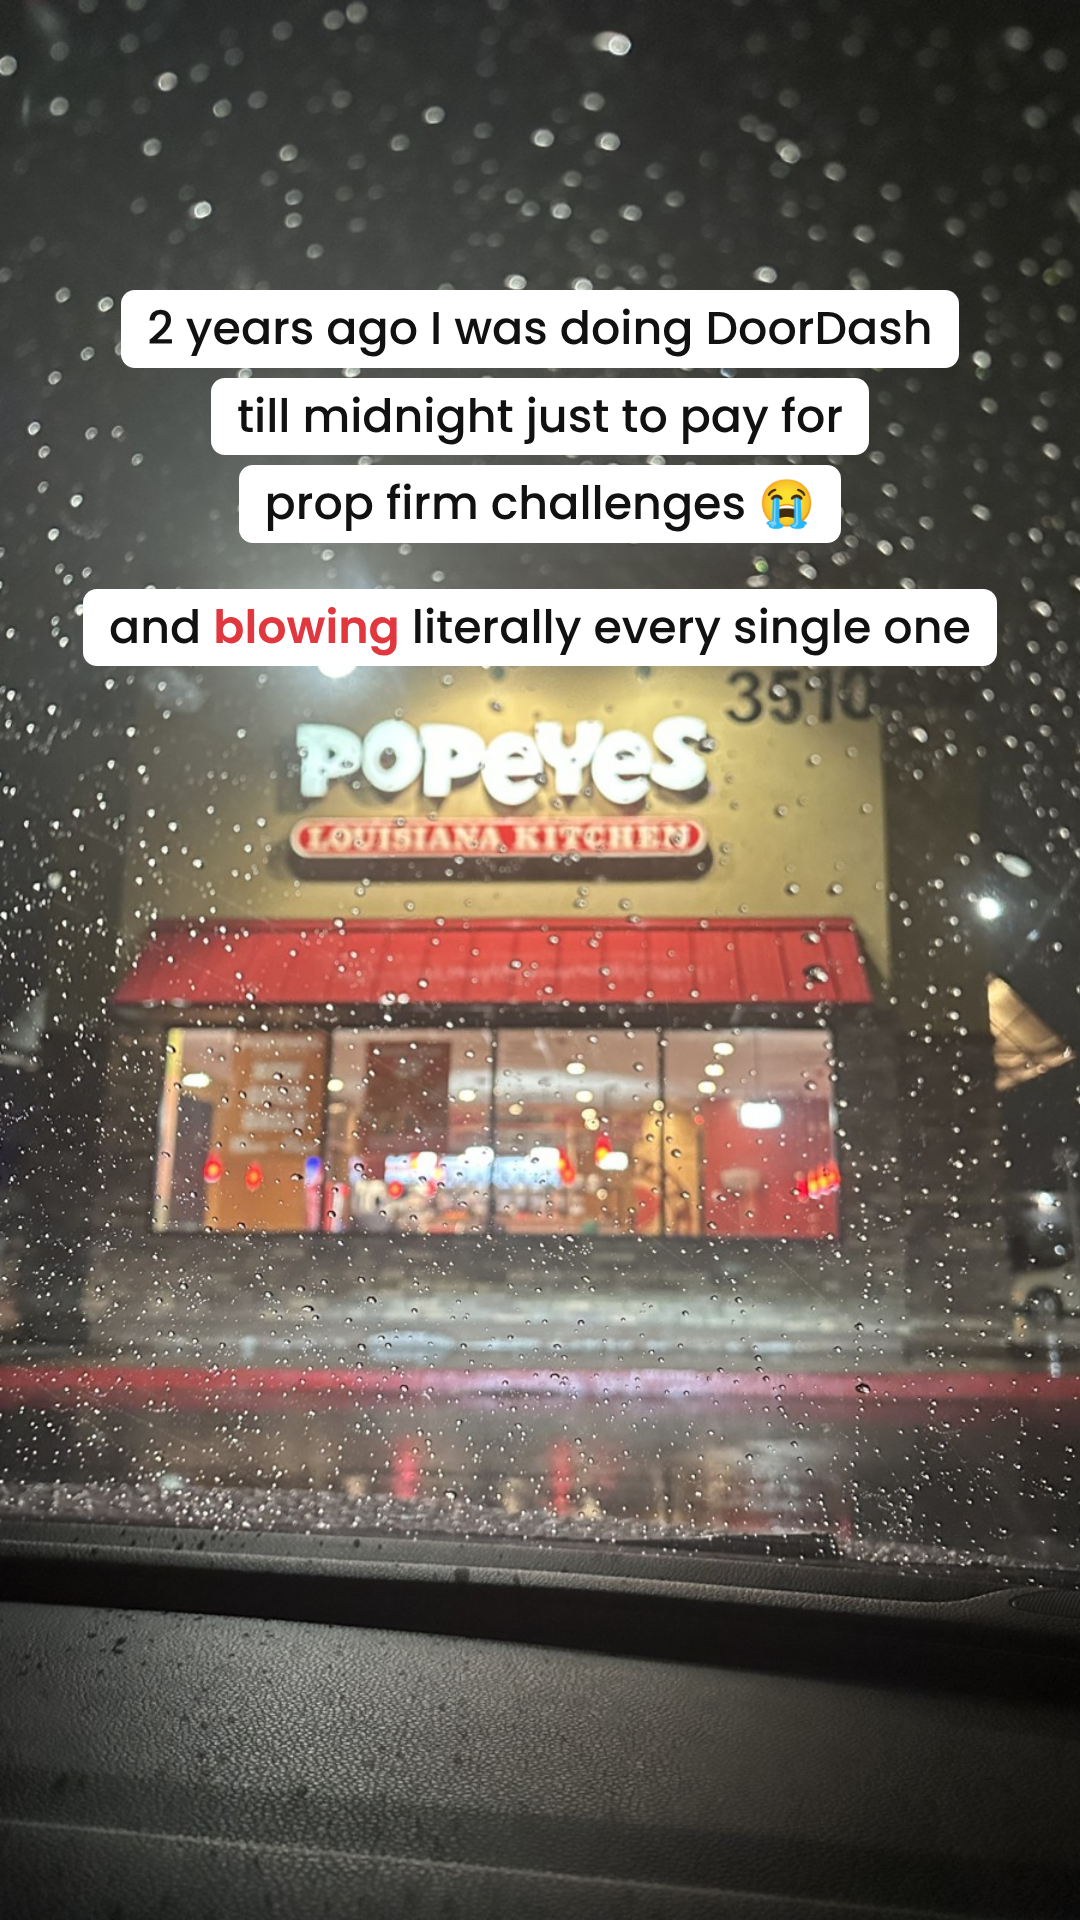 2 years ago I was doing DoorDash
till midnight just to pay for
prop firm challenges 😭
and blowing literally every single one
3510
POPEYES
LOUISIANA KITCHEN